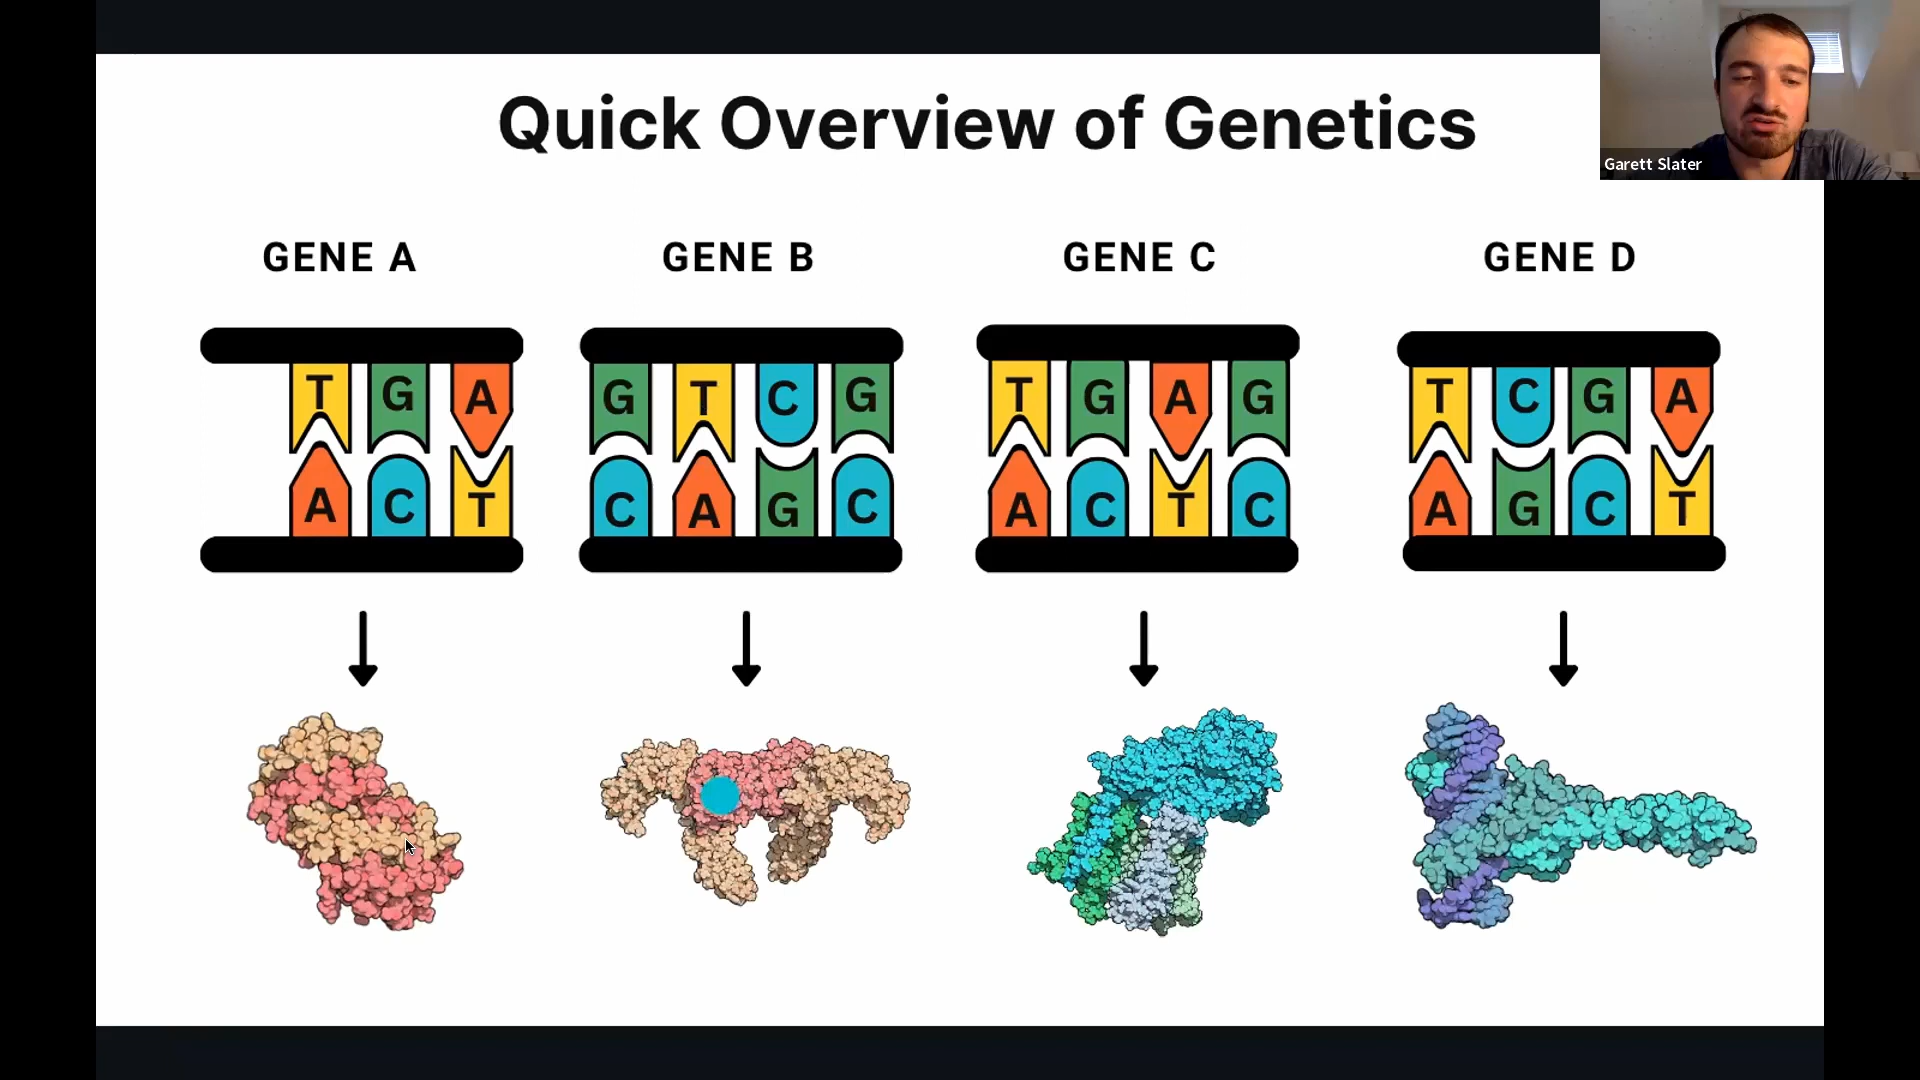 Quick Overview of Genetics
Garett Slater
GENE A GENE B GENE C GENE D
T G A G T C G T G A G T C G A
A C T C A G C A C T C A G C T